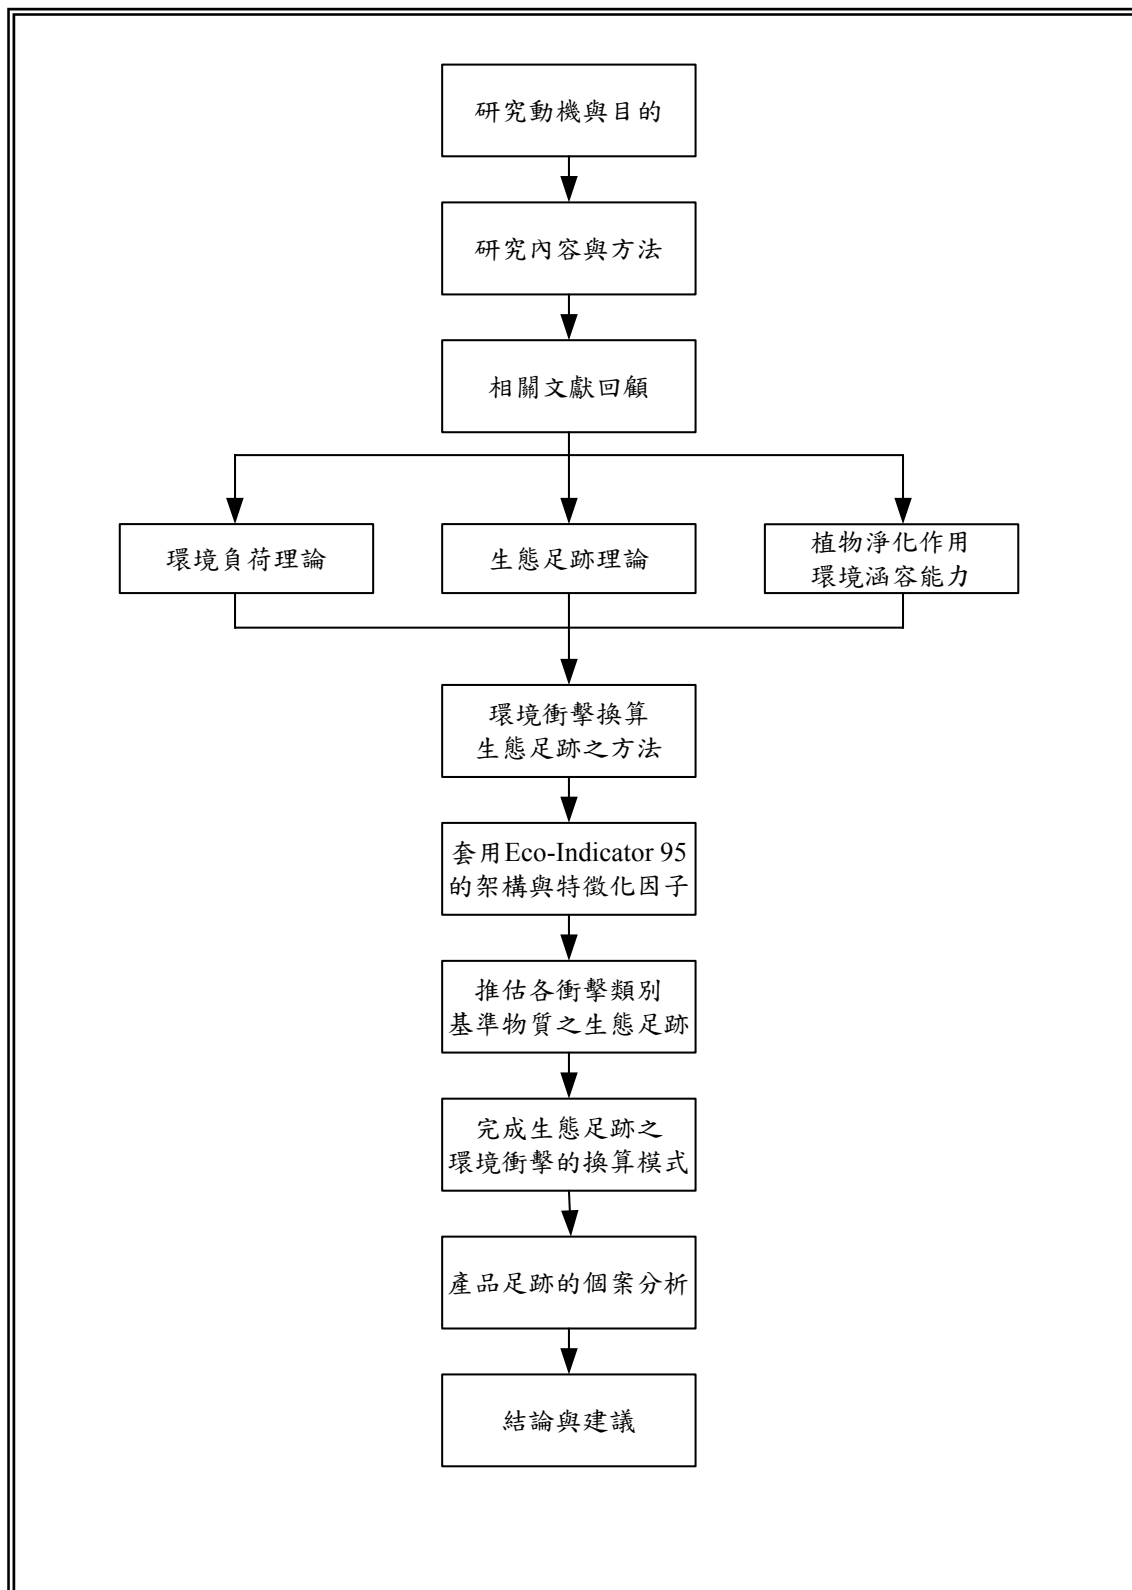 研究動機與目的
研究內容與方法
相關文獻回顧
環境負荷理論
生態足跡理論
植物淨化作用
環境涵容能力
環境衝擊換算
生態足跡之方法
套用Eco-Indicator 95
的架構與特徵化因子
推估各衝擊類別
基準物質之生態足跡
完成生態足跡之
環境衝擊的換算模式
產品足跡的個案分析
結論與建議